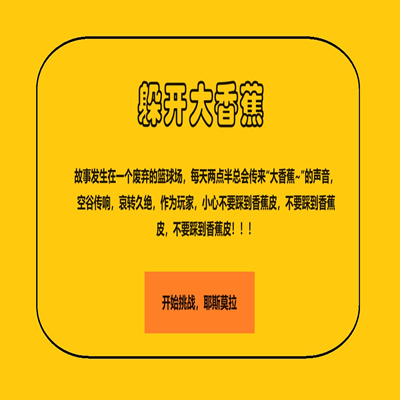 躲开大香蕉
故事发生在一个废弃的篮球场，每天两点半总会传来“大香蕉~”的声音，
空谷传响，哀转久绝，作为玩家，小心不要踩到香蕉皮，不要踩到香蕉
皮，不要踩到香蕉皮！！！
开始挑战，耶斯莫拉